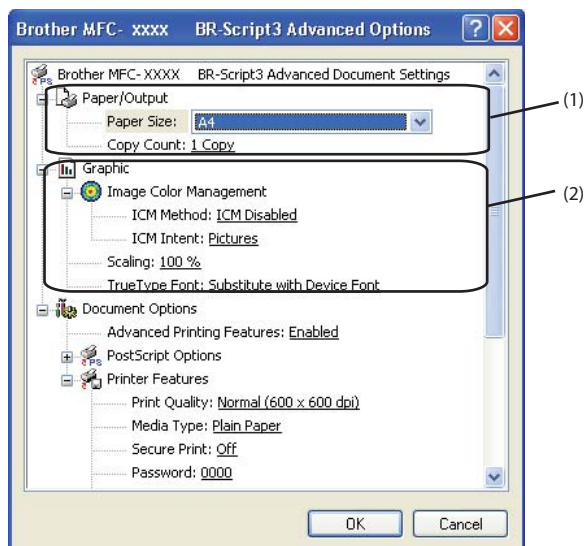 Brother MFC- xxxx BR-Script3 Advanced Options
Brother MFC- XXXX BR-Script3 Advanced Document Settings
Paper/Output
Paper Size: A4
Copy Count: 1 Copy
(1)
Graphic
Image Color Management
(2)
ICM Method: ICM Disabled
ICM Intent: Pictures
Scaling: 100 %
TrueType Font: Substitute with Device Font
Document Options
Advanced Printing Features: Enabled
PostScript Options
Printer Features
Print Quality: Normal (600 x 600 dpi)
Media Type: Plain Paper
Secure Print: Off
Password: 0000
OK Cancel